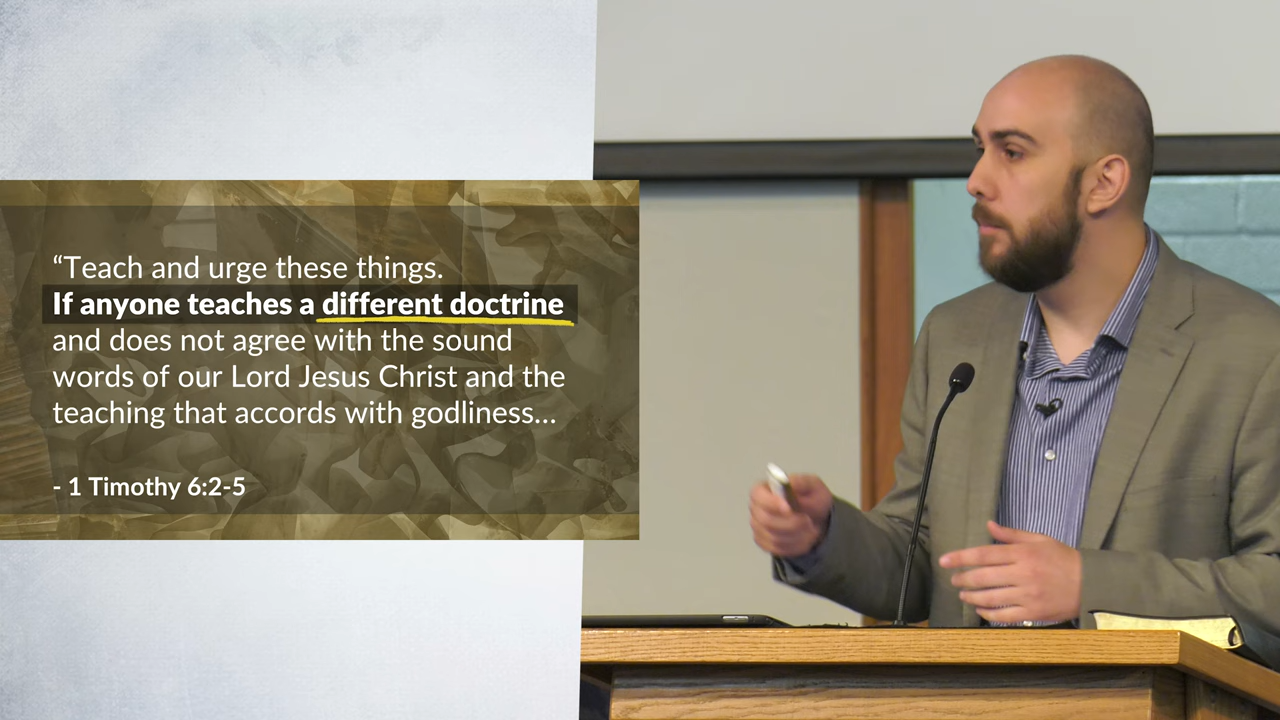 “Teach and urge these things.
If anyone teaches a different doctrine
and does not agree with the sound
words of our Lord Jesus Christ and the
teaching that accords with godliness...
- 1 Timothy 6:2-5